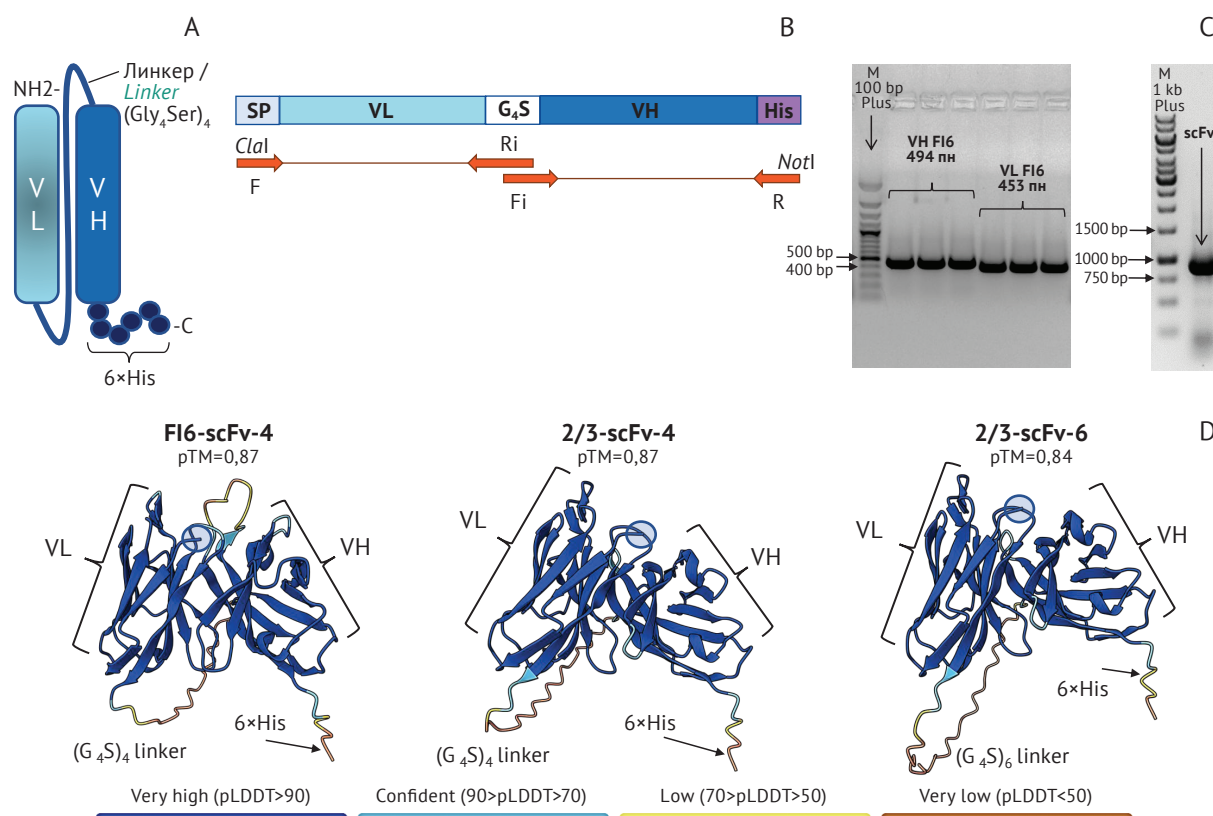 A
NH2-
Линкер /
Linker
(Gly₄Ser)₄
V
L
V
H
-C
6×His
B
SP
VL
G₄S
VH
His
ClaI
Ri
NotI
F
Fi
R
M
100 bp
Plus
VH FI6
494 пн
VL FI6
453 пн
500 bp
400 bp
C
M
1 kb
Plus
scFv
1500 bp
1000 bp
750 bp
D
FI6-scFv-4
pTM=0,87
VL
VH
6×His
(G₄S)₄ linker
2/3-scFv-4
pTM=0,87
VL
VH
6×His
(G₄S)₄ linker
2/3-scFv-6
pTM=0,84
VL
VH
6×His
(G₄S)₆ linker
Very high (pLDDT>90)
Confident (90>pLDDT>70)
Low (70>pLDDT>50)
Very low (pLDDT<50)